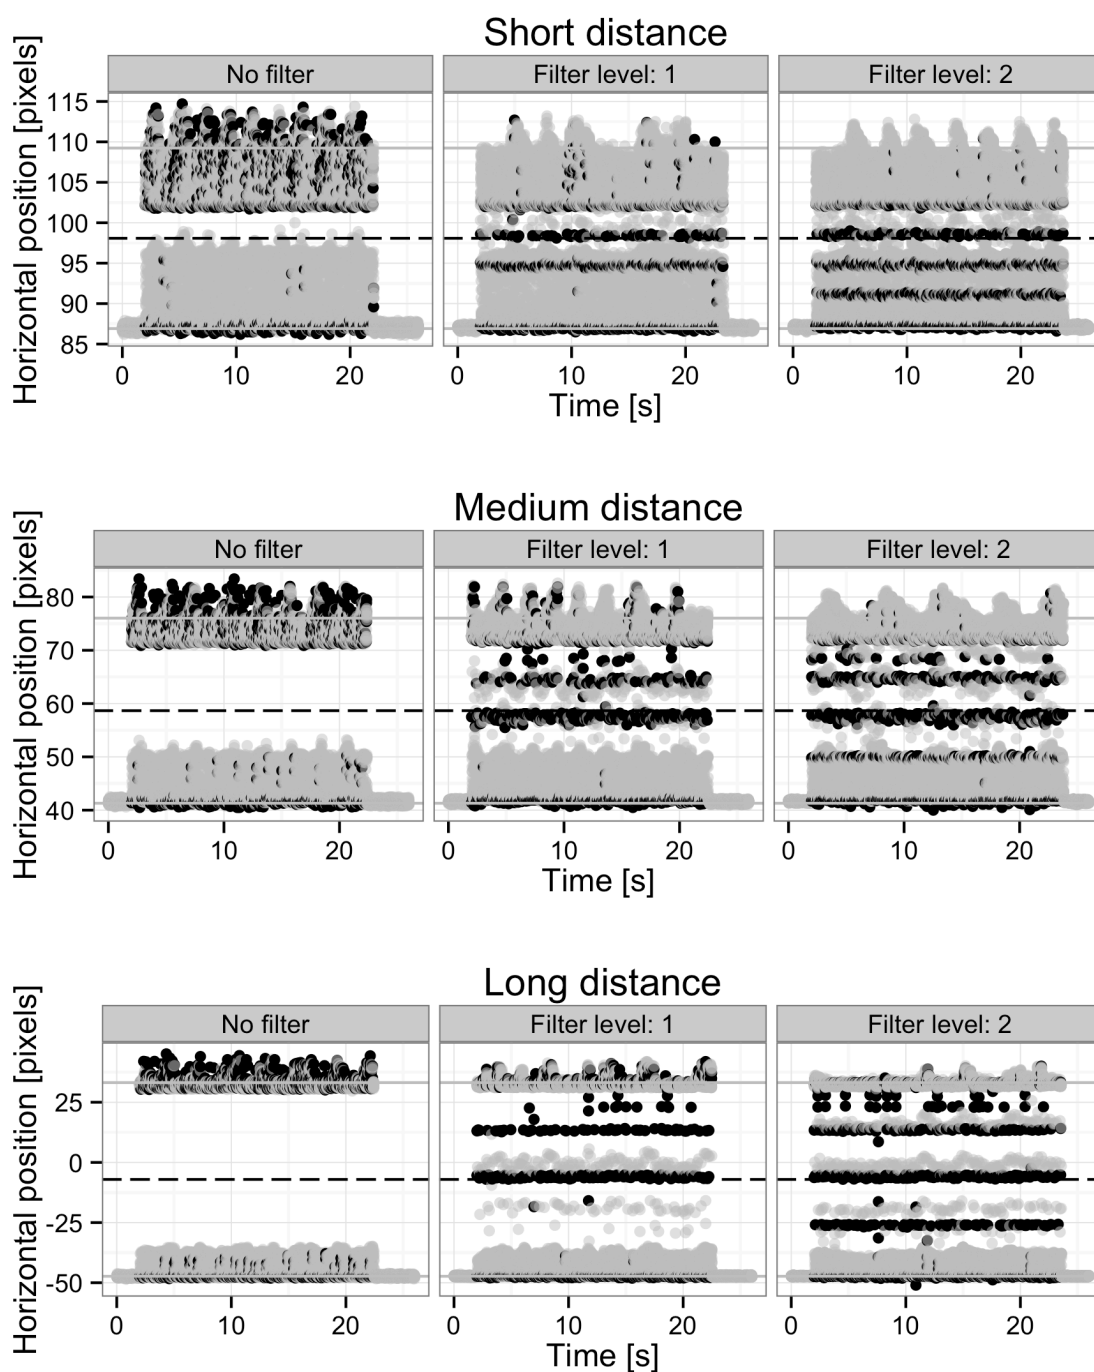 Short distance
No filter
Filter level: 1
Filter level: 2
Horizontal position [pixels]
115
110
105
100
95
90
85
0 10 20 0 10 20 0 10 20
Time [s]
Medium distance
No filter
Filter level: 1
Filter level: 2
Horizontal position [pixels]
80
70
60
50
40
0 10 20 0 10 20 0 10 20
Time [s]
Long distance
No filter
Filter level: 1
Filter level: 2
Horizontal position [pixels]
25
0
-25
-50
0 10 20 0 10 20 0 10 20
Time [s]